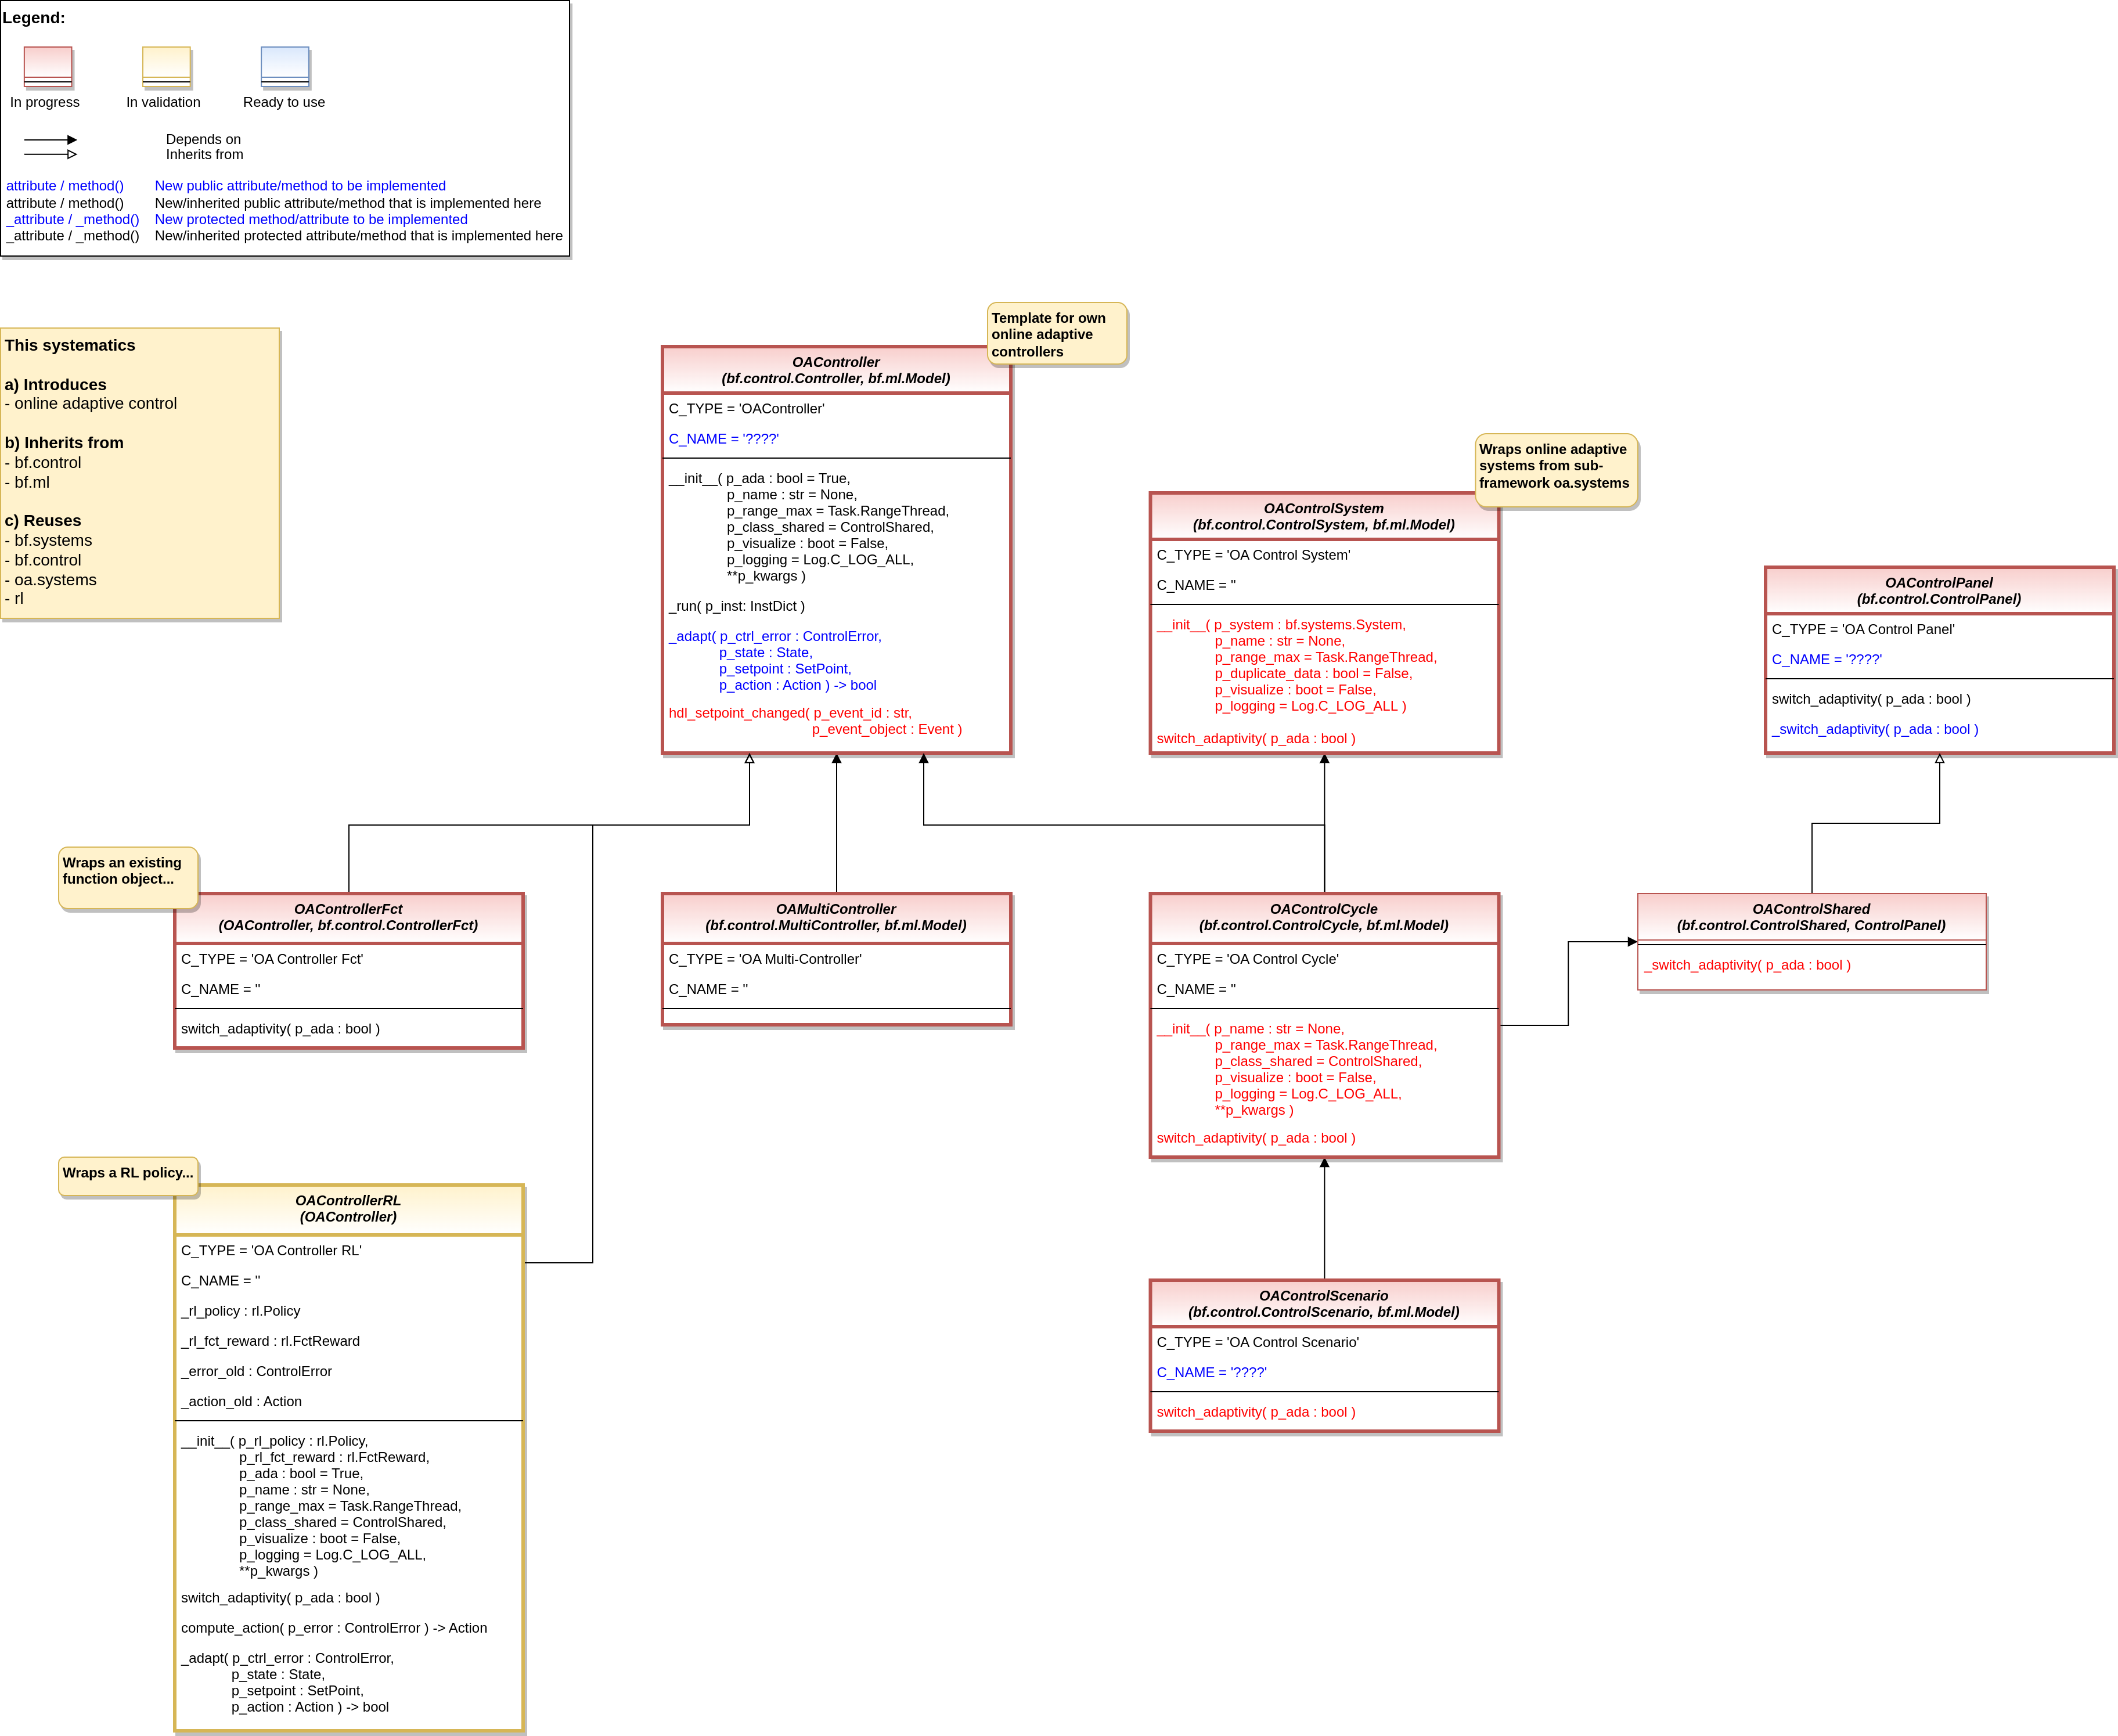 Legend:
In progress
In validation
Ready to use
Depends on
Inherits from
attribute / method() New public attribute/method to be implemented
attribute / method() New/inherited public attribute/method that is implemented here
_attribute / _method() New protected method/attribute to be implemented
_attribute / _method() New/inherited protected attribute/method that is implemented here
This systematics
a) Introduces
- online adaptive control
b) Inherits from
- bf.control
- bf.ml
c) Reuses
- bf.systems
- bf.control
- oa.systems
- rl
Template for own
online adaptive
controllers
OAController
(bf.control.Controller, bf.ml.Model)
C_TYPE = 'OAController'
C_NAME = '????'
__init__( p_ada : bool = True,
p_name : str = None,
p_range_max = Task.RangeThread,
p_class_shared = ControlShared,
p_visualize : boot = False,
p_logging = Log.C_LOG_ALL,
**p_kwargs )
_run( p_inst: InstDict )
_adapt( p_ctrl_error : ControlError,
p_state : State,
p_setpoint : SetPoint,
p_action : Action ) -> bool
hdl_setpoint_changed( p_event_id : str,
p_event_object : Event )
Wraps online adaptive
systems from sub-
framework oa.systems
OAControlSystem
(bf.control.ControlSystem, bf.ml.Model)
C_TYPE = 'OA Control System'
C_NAME = ''
__init__( p_system : bf.systems.System,
p_name : str = None,
p_range_max = Task.RangeThread,
p_duplicate_data : bool = False,
p_visualize : boot = False,
p_logging = Log.C_LOG_ALL )
switch_adaptivity( p_ada : bool )
OAControlPanel
(bf.control.ControlPanel)
C_TYPE = 'OA Control Panel'
C_NAME = '????'
switch_adaptivity( p_ada : bool )
_switch_adaptivity( p_ada : bool )
Wraps an existing
function object...
OAControllerFct
(OAController, bf.control.ControllerFct)
C_TYPE = 'OA Controller Fct'
C_NAME = ''
switch_adaptivity( p_ada : bool )
OAMultiController
(bf.control.MultiController, bf.ml.Model)
C_TYPE = 'OA Multi-Controller'
C_NAME = ''
OAControlCycle
(bf.control.ControlCycle, bf.ml.Model)
C_TYPE = 'OA Control Cycle'
C_NAME = ''
__init__( p_name : str = None,
p_range_max = Task.RangeThread,
p_class_shared = ControlShared,
p_visualize : boot = False,
p_logging = Log.C_LOG_ALL,
**p_kwargs )
switch_adaptivity( p_ada : bool )
OAControlShared
(bf.control.ControlShared, ControlPanel)
_switch_adaptivity( p_ada : bool )
Wraps a RL policy...
OAControllerRL
(OAController)
C_TYPE = 'OA Controller RL'
C_NAME = ''
_rl_policy : rl.Policy
_rl_fct_reward : rl.FctReward
_error_old : ControlError
_action_old : Action
__init__( p_rl_policy : rl.Policy,
p_rl_fct_reward : rl.FctReward,
p_ada : bool = True,
p_name : str = None,
p_range_max = Task.RangeThread,
p_class_shared = ControlShared,
p_visualize : boot = False,
p_logging = Log.C_LOG_ALL,
**p_kwargs )
switch_adaptivity( p_ada : bool )
compute_action( p_error : ControlError ) -> Action
_adapt( p_ctrl_error : ControlError,
p_state : State,
p_setpoint : SetPoint,
p_action : Action ) -> bool
OAControlScenario
(bf.control.ControlScenario, bf.ml.Model)
C_TYPE = 'OA Control Scenario'
C_NAME = '????'
switch_adaptivity( p_ada : bool )